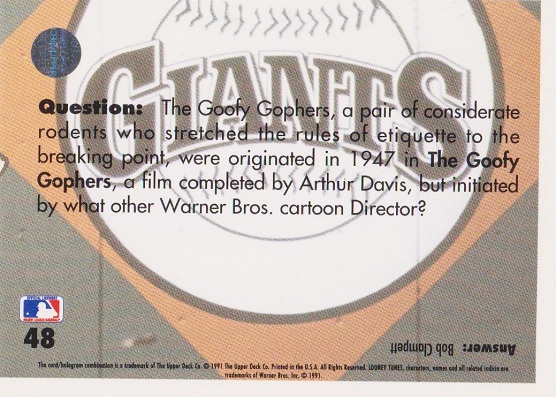 GIANTS
Question: The Goofy Gophers, a pair of considerate
rodents who stretched the rules of etiquette to the
breaking point, were originated in 1947 in The Goofy
Gophers, a film completed by Arthur Davis, but initiated
by what other Warner Bros. cartoon Director?
48
Answer: Bob Clampett
The card/hologram combination is a trademark of The Upper Deck Co. © 1991 The Upper Deck Co. Printed in the U.S.A. All Rights Reserved. LOONEY TUNES, characters, names and all related indicia are
trademarks of Warner Bros. Inc. © 1991.